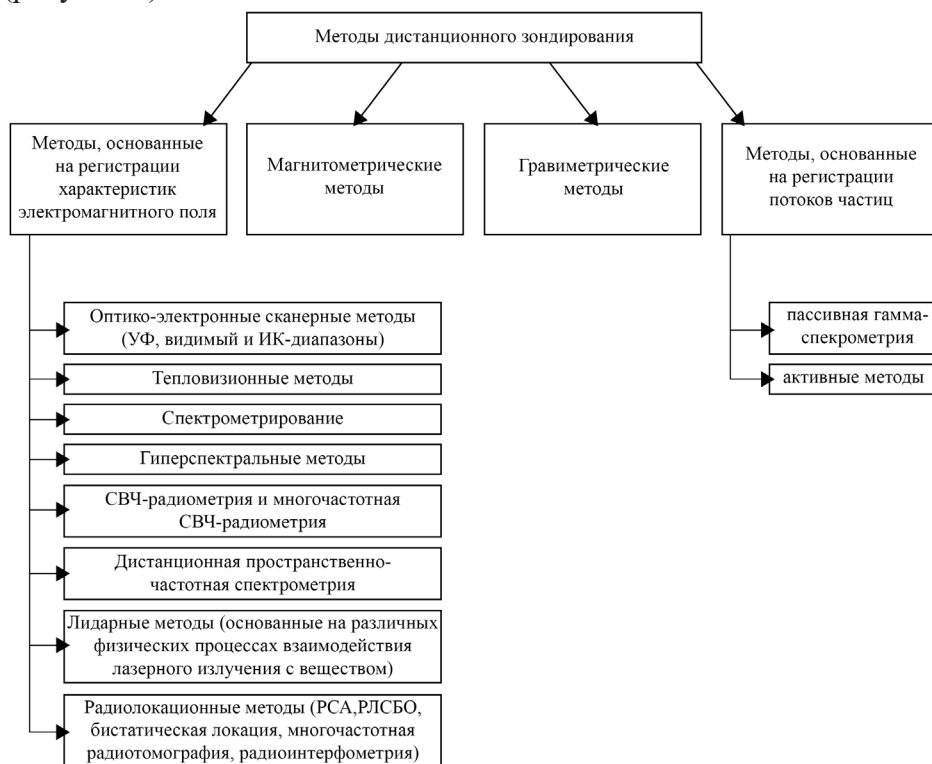 Методы дистанционного зондирования
Методы, основанные
на регистрации
характеристик
электромагнитного поля
Магнитометрические
методы
Гравиметрические
методы
Методы, основанные
на регистрации
потоков частиц
Оптико-электронные сканерные методы
(УФ, видимый и ИК-диапазоны)
Тепловизионные методы
Спектрометрирование
Гиперспектральные методы
СВЧ-радиометрия и многочастотная
СВЧ-радиометрия
Дистанционная пространственно-
частотная спектрометрия
Лидарные методы (основанные на различных
физических процессах взаимодействия
лазерного излучения с веществом)
Радиолокационные методы (РСА,РЛСБО,
бистатическая локация, многочастотная
радиотомография, радиоинтерфометрия)
пассивная гамма-
спекрометрия
активные методы